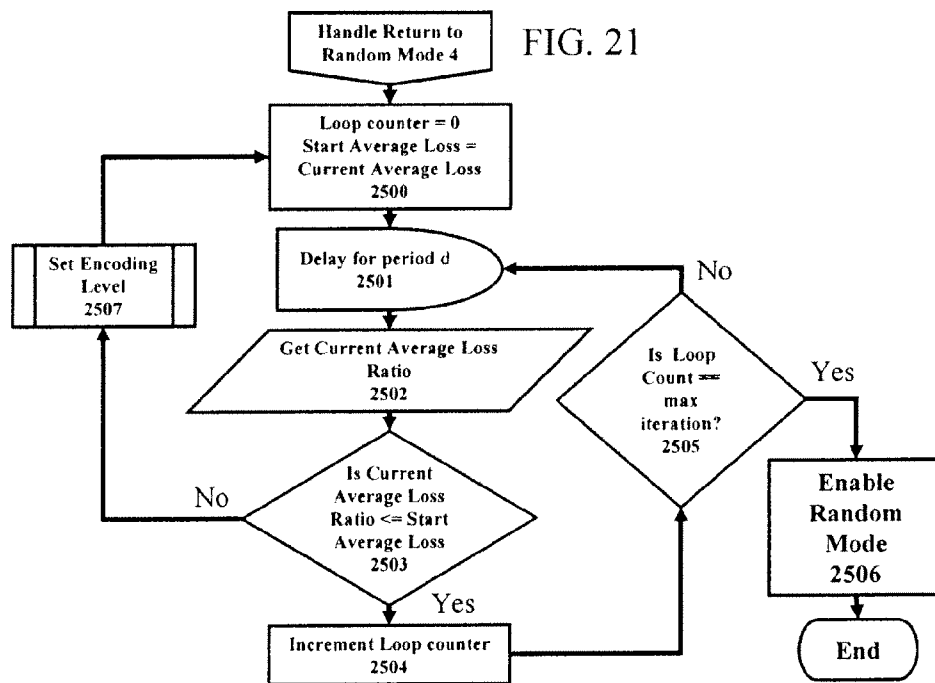 Handle Return to
Random Mode 4
FIG. 21
Loop counter = 0
Start Average Loss =
Current Average Loss
2500
Delay for period d
2501
Get Current Average Loss
Ratio
2502
Is Current
Average Loss
Ratio <= Start
Average Loss
2503
No
Yes
Set Encoding
Level
2507
Increment Loop counter
2504
Is Loop
Count ==
max
iteration?
2505
No
Yes
Enable
Random
Mode
2506
End